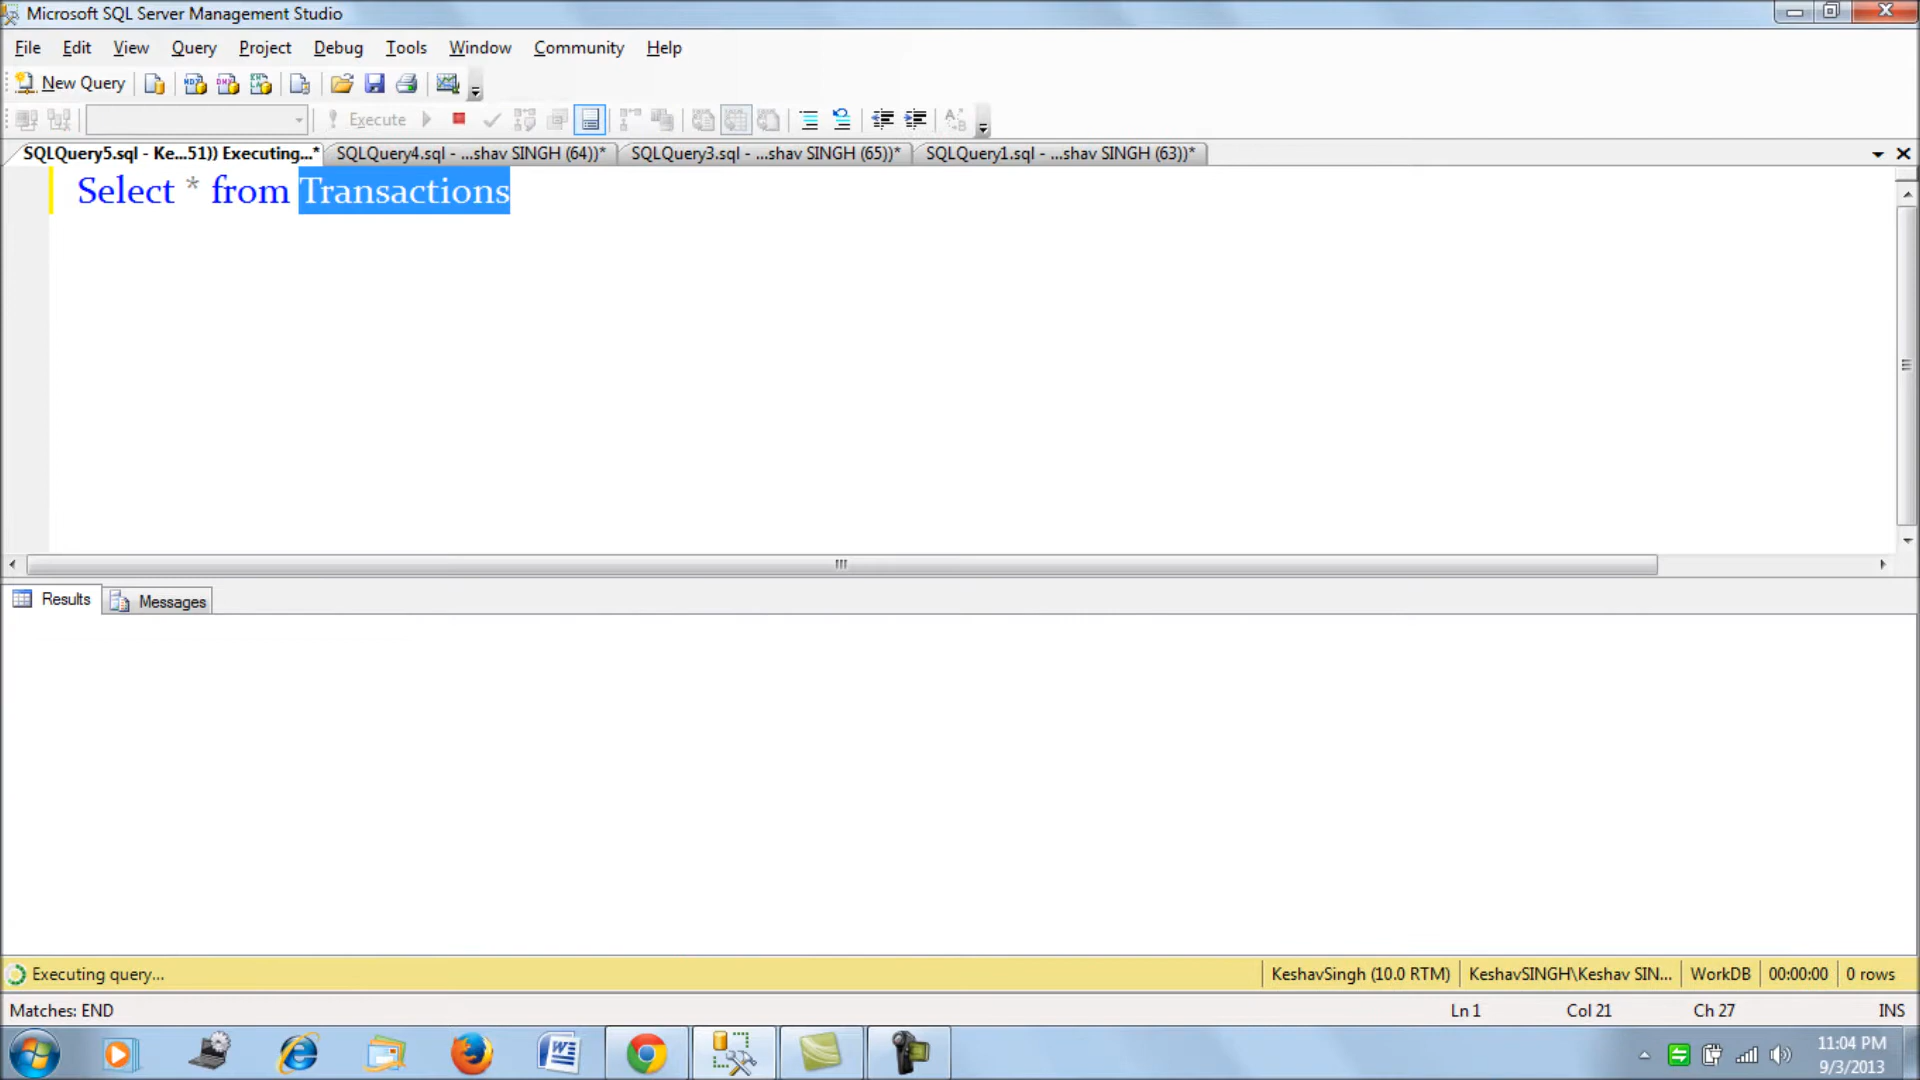 Microsoft SQL Server Management Studio
File Edit View Query Project Debug Tools Window Community Help
New Query
Execute
SQLQuery5.sql - Ke...51)) Executing...* SQLQuery4.sql - ...shav SINGH (64))* SQLQuery3.sql - ...shav SINGH (65))* SQLQuery1.sql - ...shav SINGH (63))*
Select * from Transactions
Results Messages
Executing query... KeshavSingh (10.0 RTM) KeshavSINGH\Keshav SIN... WorkDB 00:00:00 0 rows
Matches: END Ln 1 Col 21 Ch 27 INS
11:04 PM
9/3/2013